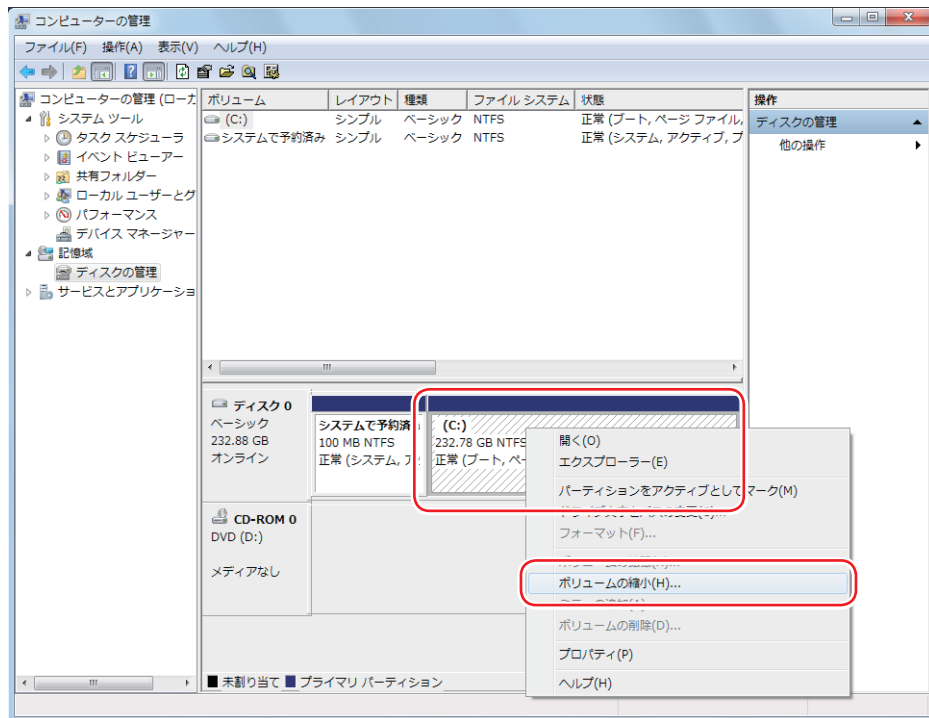 コンピューターの管理
ファイル(F) 操作(A) 表示(V) ヘルプ(H)
コンピューターの管理 (ローカ
システム ツール
タスク スケジューラ
イベント ビューアー
共有フォルダー
ローカル ユーザーとグ
パフォーマンス
デバイス マネージャー
記憶域
ディスクの管理
サービスとアプリケーショ
ボリューム レイアウト 種類 ファイル システム 状態
(C:) シンプル ベーシック NTFS 正常 (ブート, ページ ファイル,
システムで予約済み シンプル ベーシック NTFS 正常 (システム, アクティブ, プ
操作
ディスクの管理
他の操作
ディスク 0
ベーシック
232.88 GB
オンライン
システムで予約済
100 MB NTFS
正常 (システム, ア
(C:)
232.78 GB NTFS
正常 (ブート, ペー
CD-ROM 0
DVD (D:)
メディアなし
開く(O)
エクスプローラー(E)
パーティションをアクティブとしてマーク(M)
フォーマット(F)...
ボリュームの縮小(H)...
ボリュームの削除(D)...
プロパティ(P)
ヘルプ(H)
未割り当て プライマリ パーティション